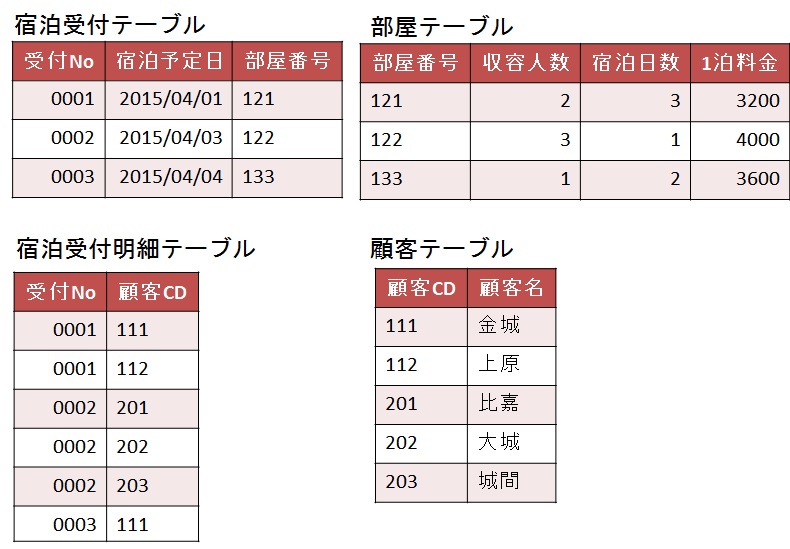 宿泊受付テーブル
受付No 宿泊予定日 部屋番号
0001 2015/04/01 121
0002 2015/04/03 122
0003 2015/04/04 133
部屋テーブル
部屋番号 収容人数 宿泊日数 1泊料金
121 2 3 3200
122 3 1 4000
133 1 2 3600
宿泊受付明細テーブル
受付No 顧客CD
0001 111
0001 112
0002 201
0002 202
0002 203
0003 111
顧客テーブル
顧客CD 顧客名
111 金城
112 上原
201 比嘉
202 大城
203 城間